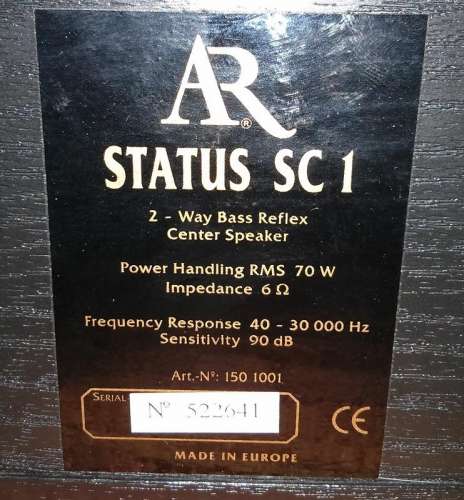 AR®
STATUS SC 1
2 - Way Bass Reflex
Center Speaker
Power Handling RMS 70 W
Impedance 6 Ω
Frequency Response 40 - 30 000 Hz
Sensitivity 90 dB
Art.-Nº: 150 1001
SERIAL
Nº 522641
CE
MADE IN EUROPE